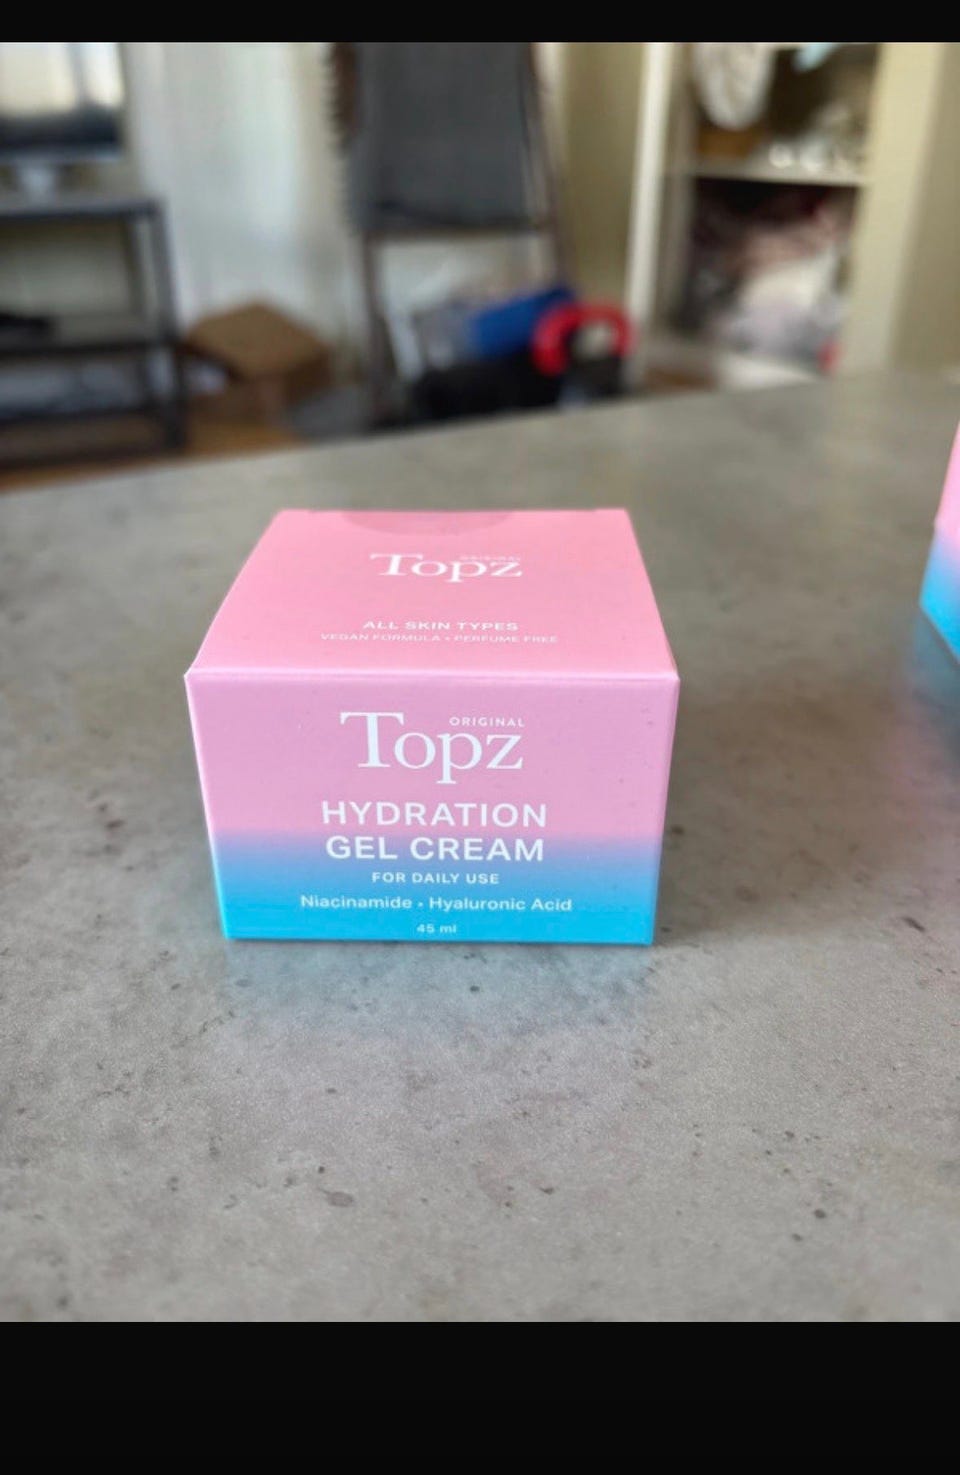 ORIGINAL
Topz
ALL SKIN TYPES
VEGAN FORMULA • PERFUME FREE
ORIGINAL
Topz
HYDRATION
GEL CREAM
FOR DAILY USE
Niacinamide • Hyaluronic Acid
45 ml